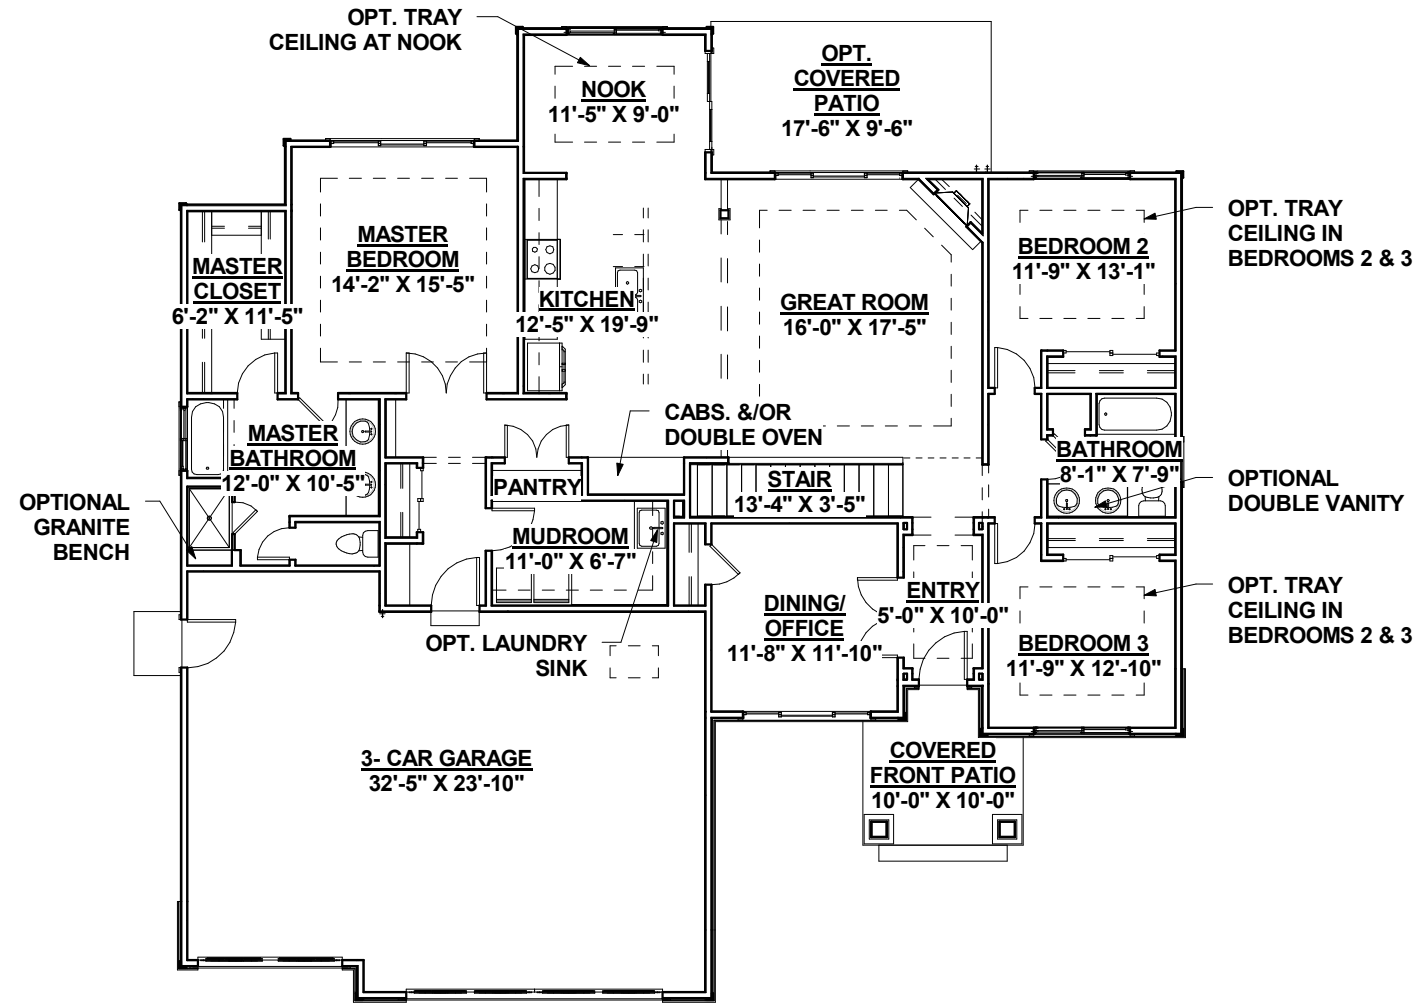 OPT. TRAY
CEILING AT NOOK
NOOK
11'-5" X 9'-0"
OPT.
COVERED
PATIO
17'-6" X 9'-6"
MASTER
BEDROOM
14'-2" X 15'-5"
MASTER
CLOSET
6'-2" X 11'-5"
KITCHEN
12'-5" X 19'-9"
GREAT ROOM
16'-0" X 17'-5"
BEDROOM 2
11'-9" X 13'-1"
OPT. TRAY
CEILING IN
BEDROOMS 2 & 3
MASTER
BATHROOM
12'-0" X 10'-5"
CABS. &/OR
DOUBLE OVEN
BATHROOM
8'-1" X 7'-9"
OPTIONAL
DOUBLE VANITY
OPTIONAL
GRANITE
BENCH
PANTRY
STAIR
13'-4" X 3'-5"
MUDROOM
11'-0" X 6'-7"
DINING/
OFFICE
11'-8" X 11'-10"
ENTRY
5'-0" X 10'-0"
OPT. TRAY
CEILING IN
BEDROOMS 2 & 3
BEDROOM 3
11'-9" X 12'-10"
OPT. LAUNDRY
SINK
3- CAR GARAGE
32'-5" X 23'-10"
COVERED
FRONT PATIO
10'-0" X 10'-0"